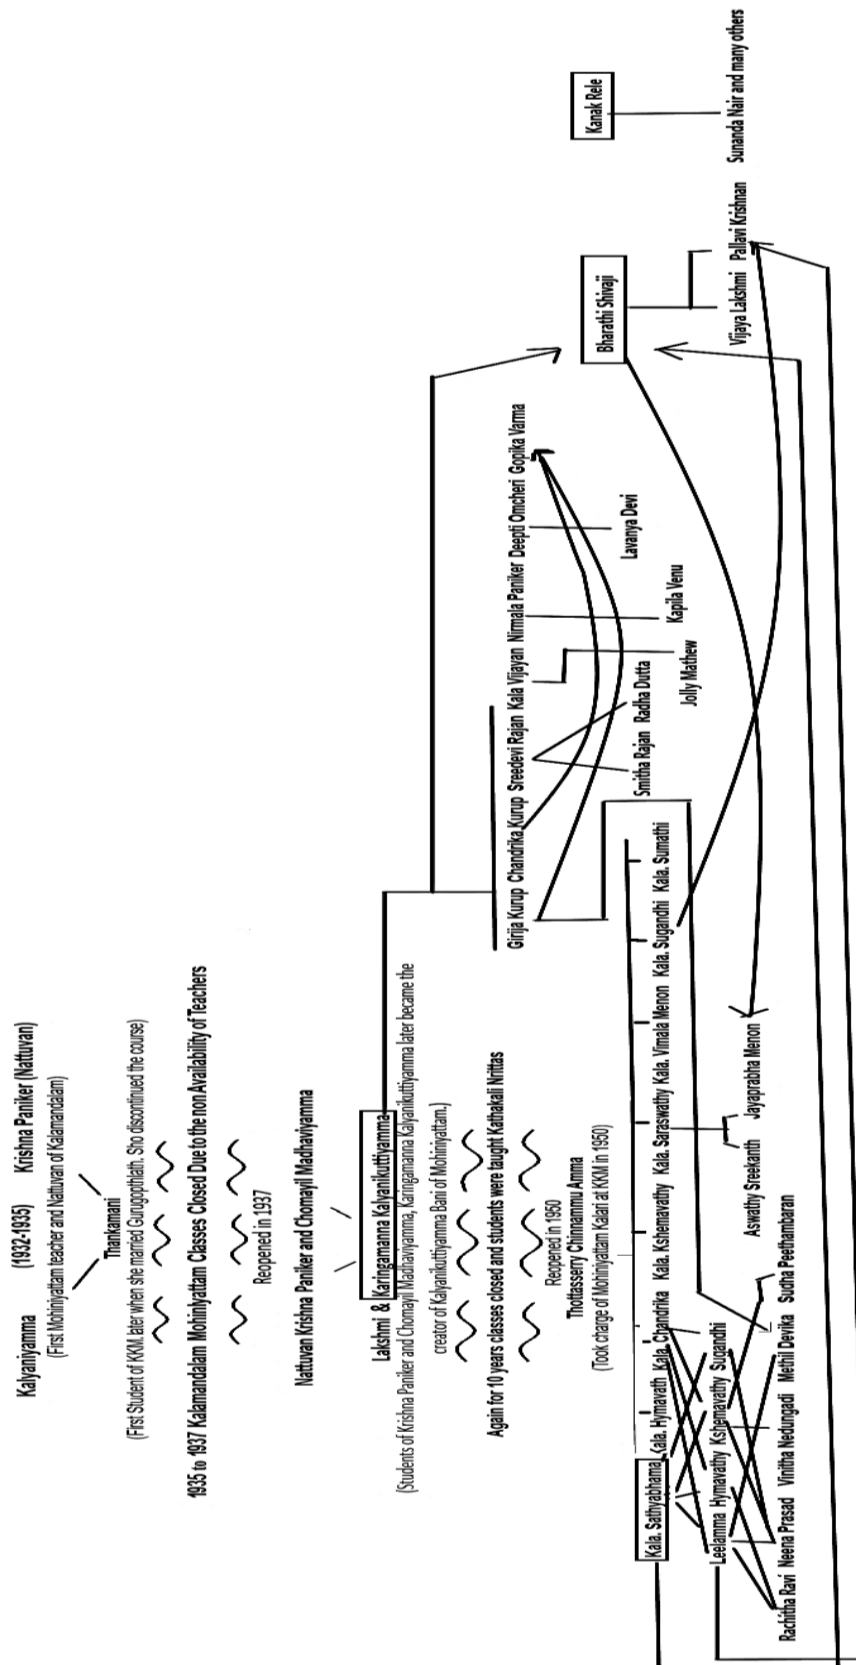 Kalyaniyamma (1932-1935) Krishna Paniker (Nattuvan)
(First Mohiniyattam teacher and Nattuvan of Kalamandalam)
Thankamani
(First Student of KKM. later when she married Gurugopthlath. Sho discontinued the course)
1935 to 1937 Kalamandalam Mohinlyattam Classes Closed Due to the non Availability of Teachers
Reopened in 1937
Nattuvan Krishna Paniker and Chomayil Madhaviyamma
Lakshmi & Karingamanna Kalyanikuttiyamma
(Students of Krishna Paniker and Chomayil Madhaviyamma, Karingamanna Kalyanikuttiyamma later became the
creator of Kalyanikuttiyamma Bani of Mohiniyattam.)
Again for 10 years classes closed and students were taught Kathakali Nrittas
Reopened in 1950
Thottasserry Chinnammu Amma
(Took charge of Mohiniyattam Kalari at KKM in 1950)
Girija Kurup Chandrika Kurup Sreedevi Rajan Kala Vijayan Nirmala Paniker Deepti Omcheri Gopika Varma
Bharathi Shivaji
Kanak Rele
Smitha Rajan Radha Dutta
Jolly Mathew
Kapila Venu
Lavanya Devi
Kala. Sathyabhama Kala. Hymavath Kala. Chandrika Kala. Kshemavathy Kala. Saraswathy Kala. Vimala Menon Kala. Sugandhi Kala. Sumathi
Leelamma Hymavathy Kshemavathy Sugandhi
Aswathy Sreekanth Jayaprabha Menon
Vijaya Lakshmi Pallavi Krishnan
Sunanda Nair and many others
Rachitha Ravi Neena Prasad Vinitha Nedungadi Methil Devika Sudha Peethambaran